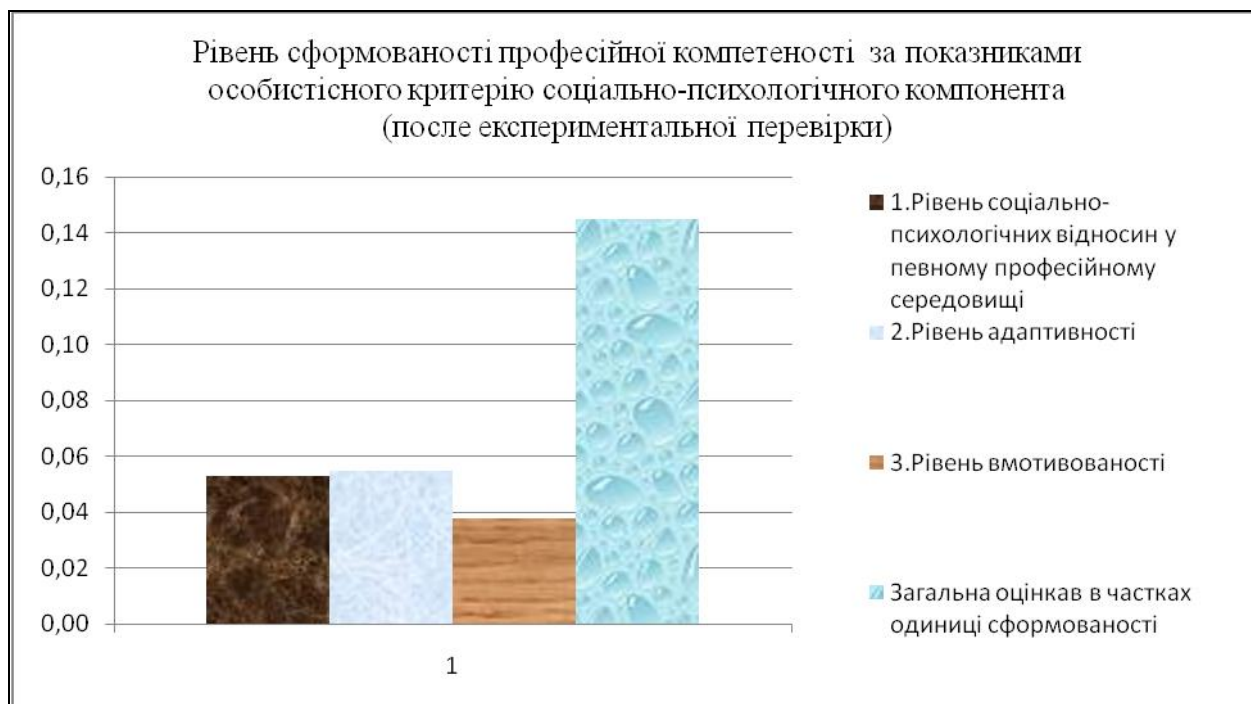 Рівень сформованості професійної компетеності за показниками
особистісного критерію соціально-психологічного компонента
(после експериментальної перевірки)
0,16
0,14
0,12
0,10
0,08
0,06
0,04
0,02
0,00
1
1.Рівень соціально-
психологічних відносин у
певному професійному
середовищі
2.Рівень адаптивності
3.Рівень вмотивованості
Загальна оцінкав в частках
одиниці сформованості